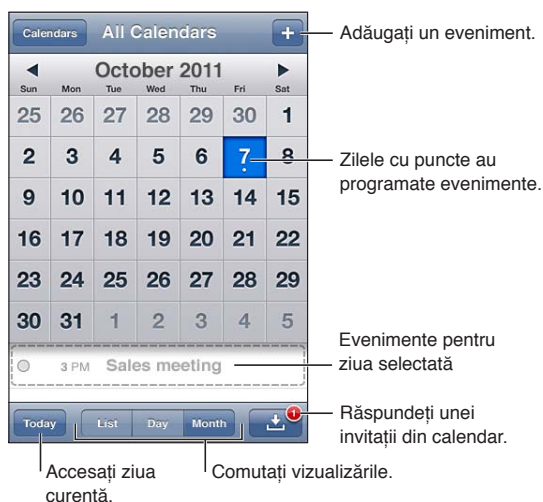 Calendars All Calendars +
Adăugați un eveniment.
October 2011
Sun Mon Tue Wed Thu Fri Sat
25 26 27 28 29 30 1
2 3 4 5 6 7 8
Zilele cu puncte au
programate evenimente.
9 10 11 12 13 14 15
16 17 18 19 20 21 22
23 24 25 26 27 28 29
30 31 1 2 3 4 5
Evenimente pentru
ziua selectată
3 PM Sales meeting
Today List Day Month 1
Răspundeți unei
invitații din calendar.
Accesați ziua
curentă.
Comutați vizualizările.